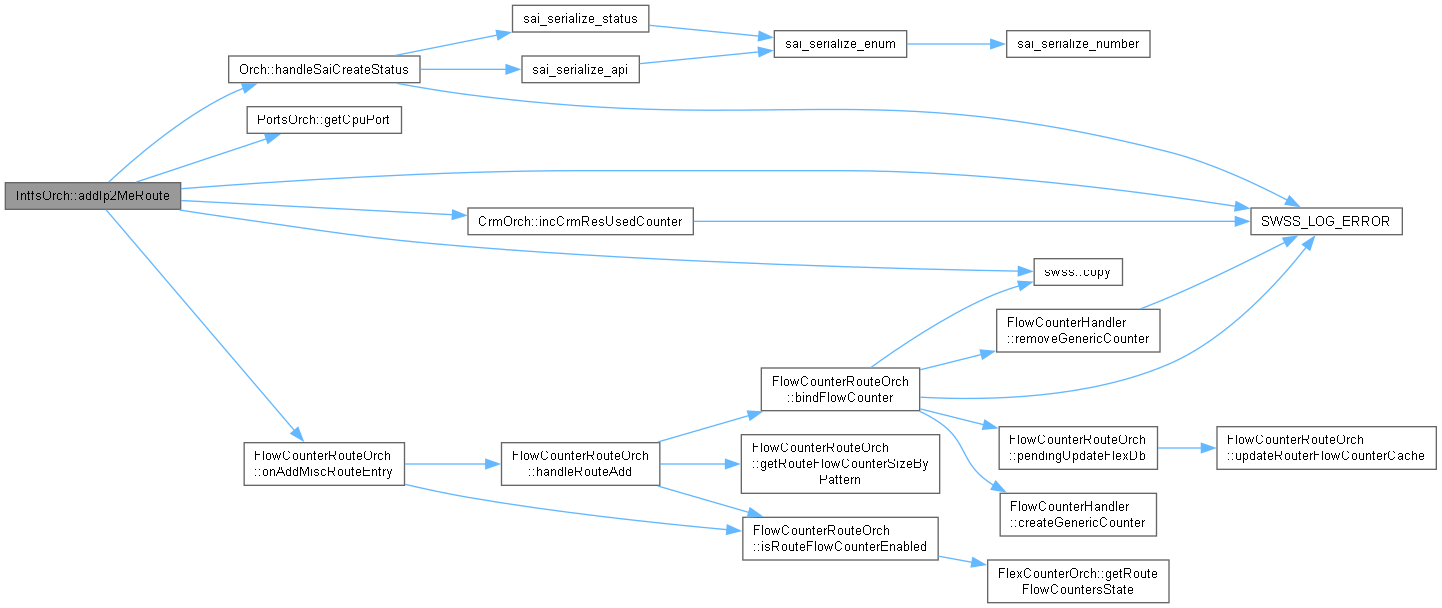 sai_serialize_status
sai_serialize_enum
sai_serialize_number
Orch::handleSaiCreateStatus
sai_serialize_api
PortsOrch::getCpuPort
IntfsOrch::addIp2MeRoute
CrmOrch::incCrmResUsedCounter
SWSS_LOG_ERROR
swss::copy
FlowCounterHandler
::removeGenericCounter
FlowCounterRouteOrch
::bindFlowCounter
FlowCounterRouteOrch
::onAddMiscRouteEntry
FlowCounterRouteOrch
::handleRouteAdd
FlowCounterRouteOrch
::getRouteFlowCounterSizeBy
Pattern
FlowCounterRouteOrch
::pendingUpdateFlexDb
FlowCounterRouteOrch
::updateRouterFlowCounterCache
FlowCounterHandler
::createGenericCounter
FlowCounterRouteOrch
::isRouteFlowCounterEnabled
FlexCounterOrch::getRoute
FlowCountersState